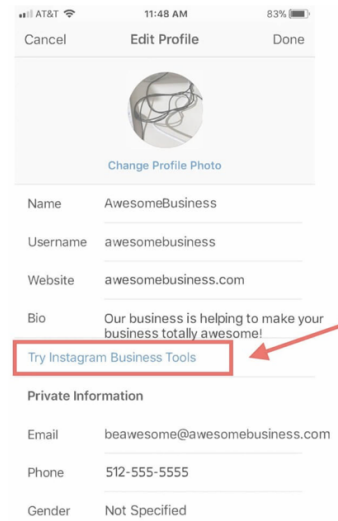 AT&T 11:48 AM 83%
Cancel Edit Profile Done
Change Profile Photo
Name AwesomeBusiness
Username awesomebusiness
Website awesomebusiness.com
Bio Our business is helping to make your
business totally awesome!
Try Instagram Business Tools
Private Information
Email beawesome@awesomebusiness.com
Phone 512-555-5555
Gender Not Specified